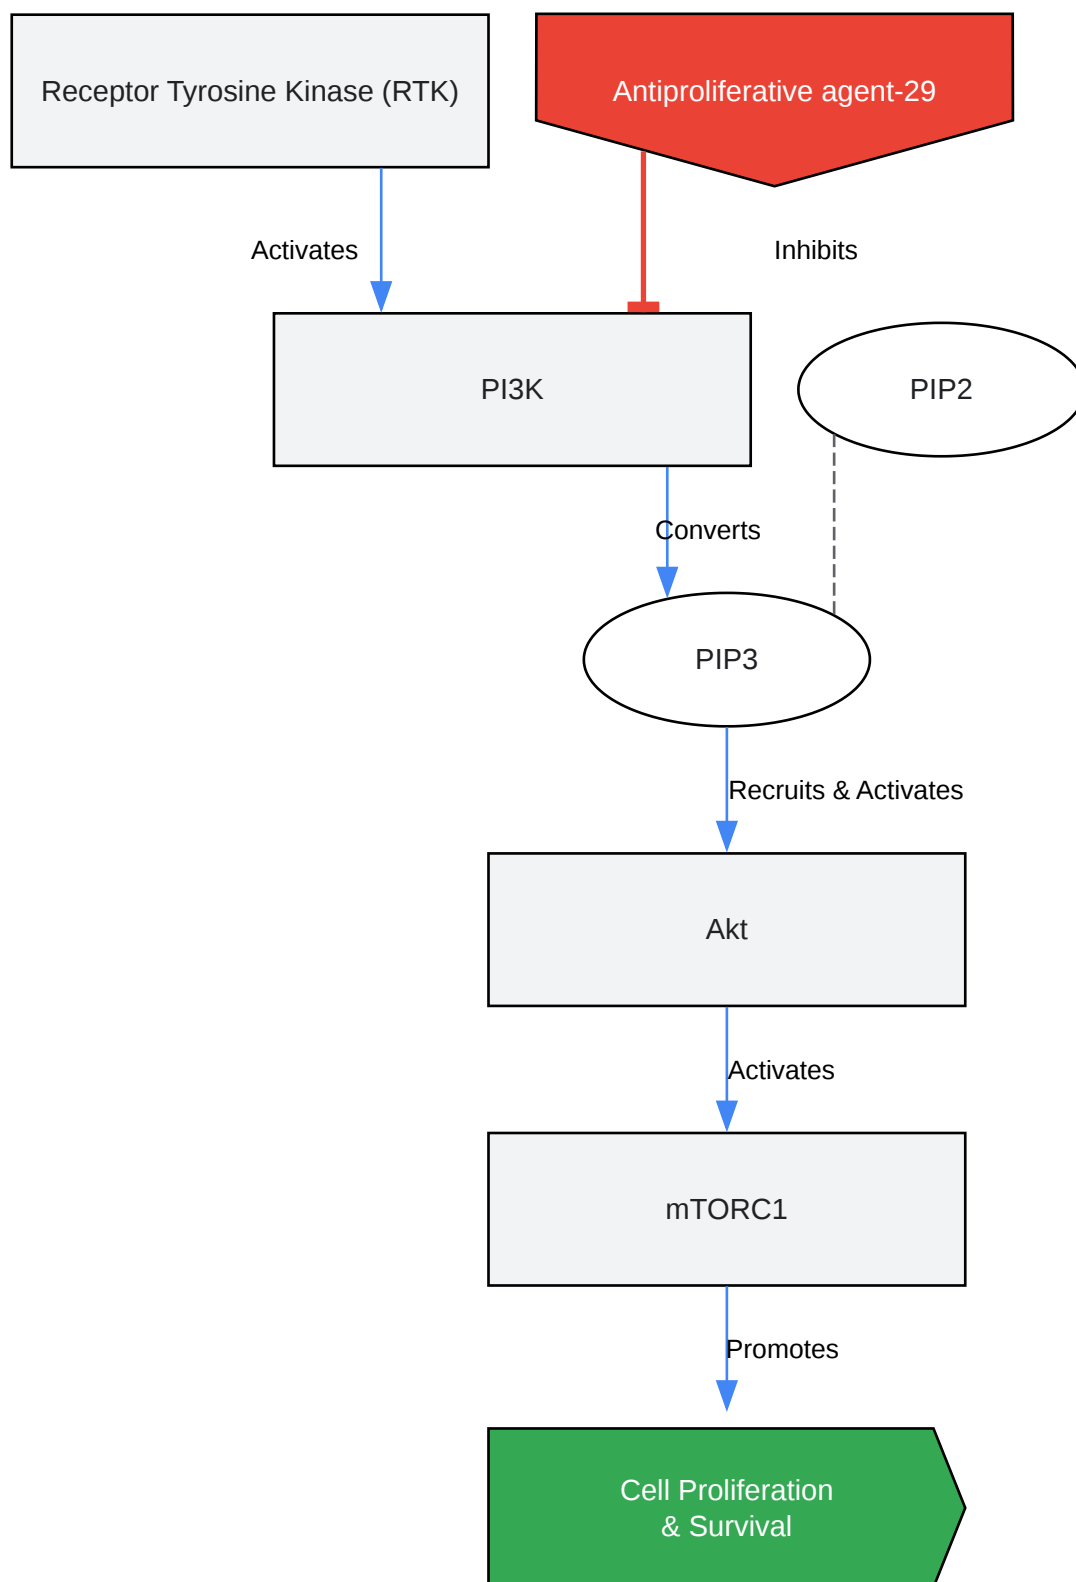 Receptor Tyrosine Kinase (RTK)
Antiproliferative agent-29
Activates
Inhibits
PI3K
PIP2
Converts
PIP3
Recruits & Activates
Akt
Activates
mTORC1
Promotes
Cell Proliferation
& Survival